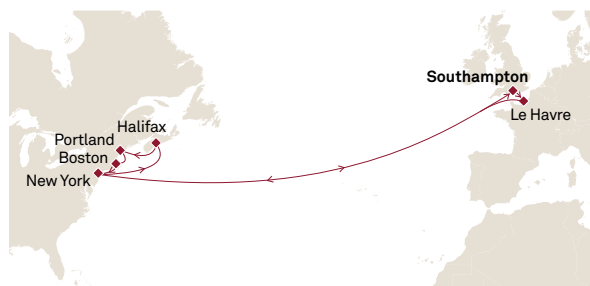 Southampton
Le Havre
Halifax
Portland
Boston
New York